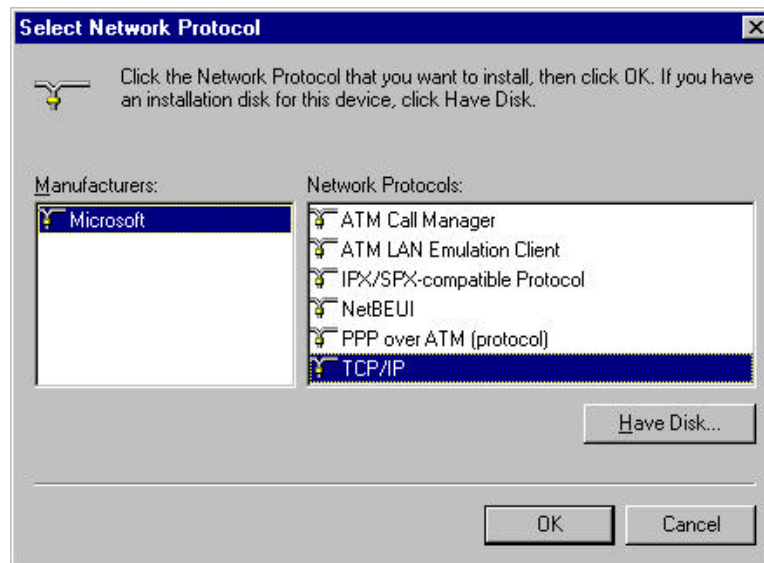 Select Network Protocol
Click the Network Protocol that you want to install, then click OK. If you have
an installation disk for this device, click Have Disk.
Manufacturers:
Microsoft
Network Protocols:
ATM Call Manager
ATM LAN Emulation Client
IPX/SPX-compatible Protocol
NetBEUI
PPP over ATM (protocol)
TCP/IP
Have Disk...
OK
Cancel